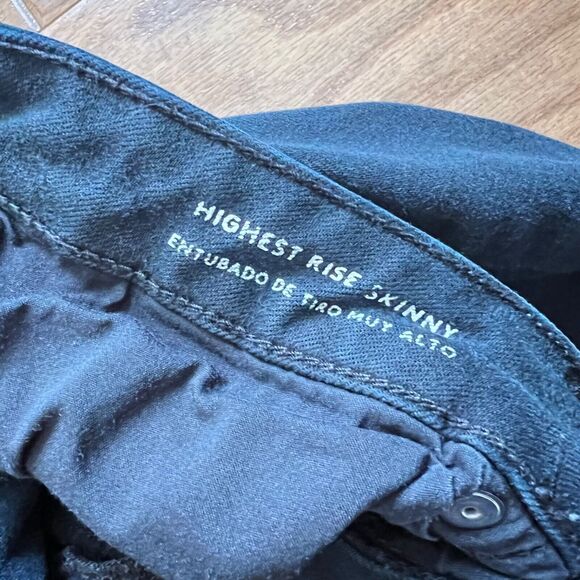 HIGHEST RISE SKINNY
ENTUBADO DE TIRO MUY ALTO